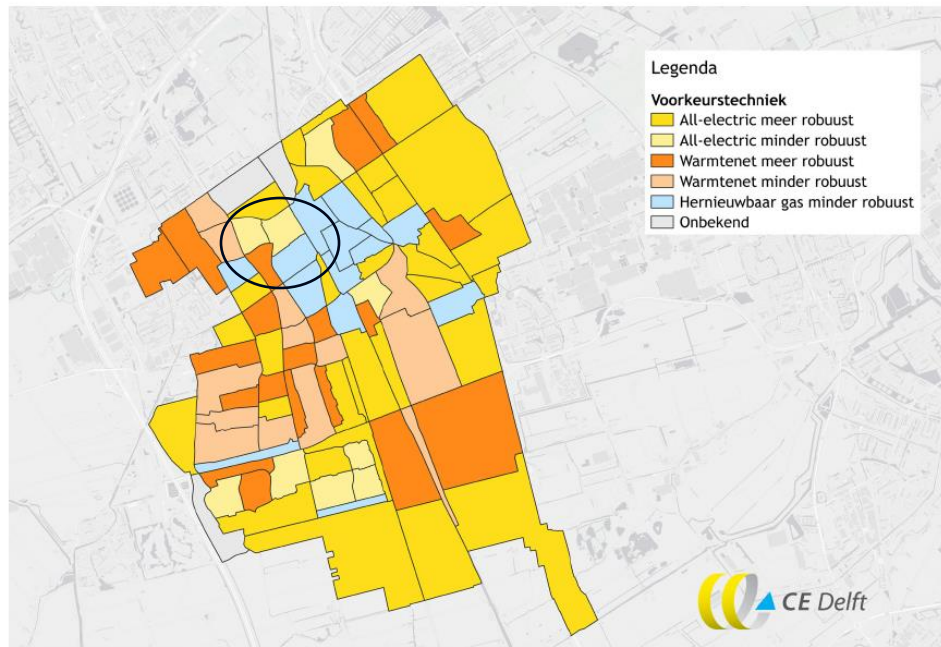 Legenda
Voorkeurstechniek
All-electric meer robuust
All-electric minder robuust
Warmtenet meer robuust
Warmtenet minder robuust
Hernieuwbaar gas minder robuust
Onbekend
CE Delft